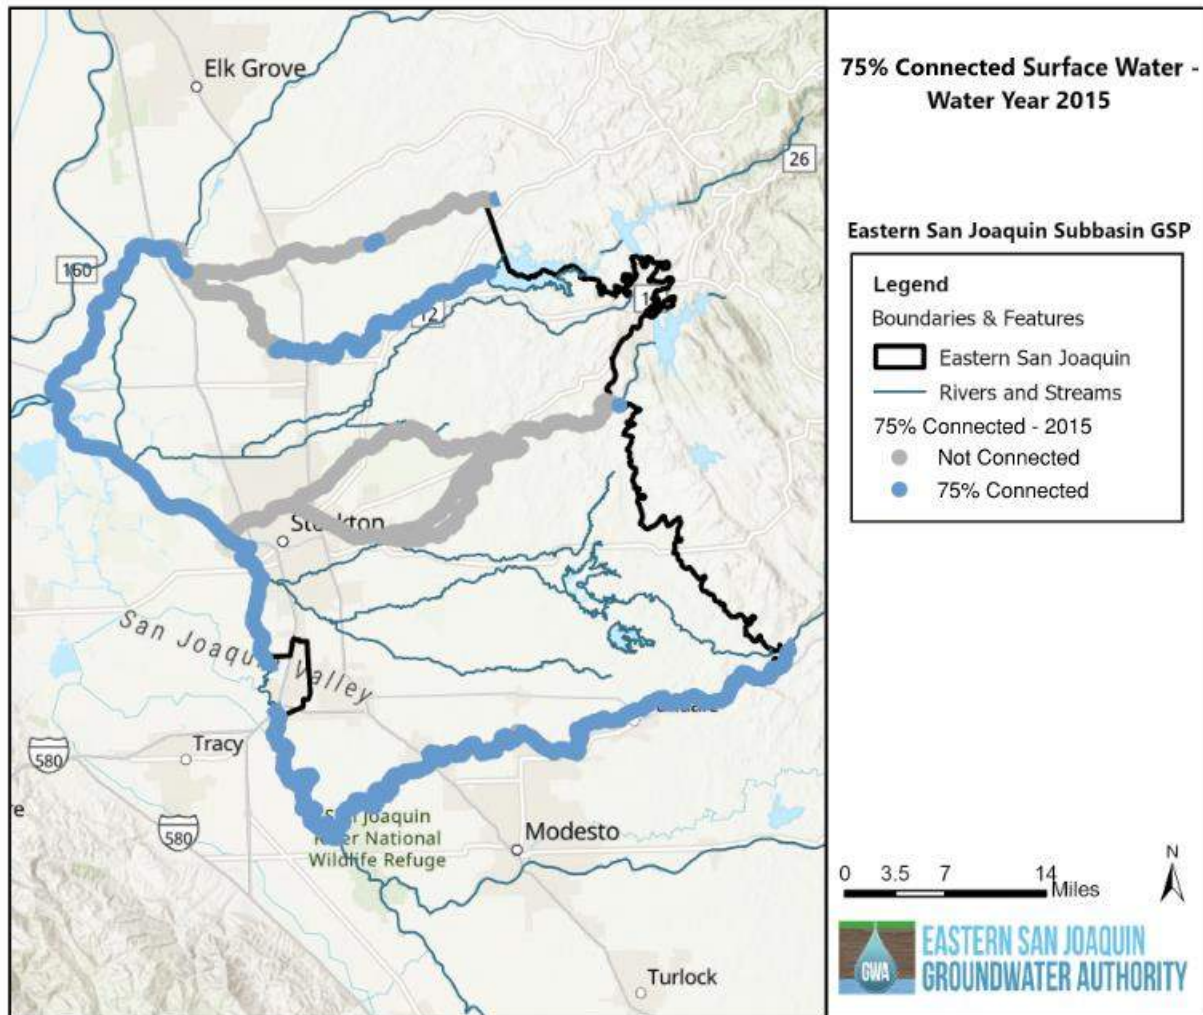 75% Connected Surface Water -
Water Year 2015
Eastern San Joaquin Subbasin GSP
Legend
Boundaries & Features
Eastern San Joaquin
Rivers and Streams
75% Connected - 2015
Not Connected
75% Connected
Elk Grove
26
160
12
San Joaquin Valley
Tracy
580
580
San Joaquin
River National
Wildlife Refuge
Modesto
Turlock
0 3.5 7 14
Miles
N
GWA
EASTERN SAN JOAQUIN
GROUNDWATER AUTHORITY